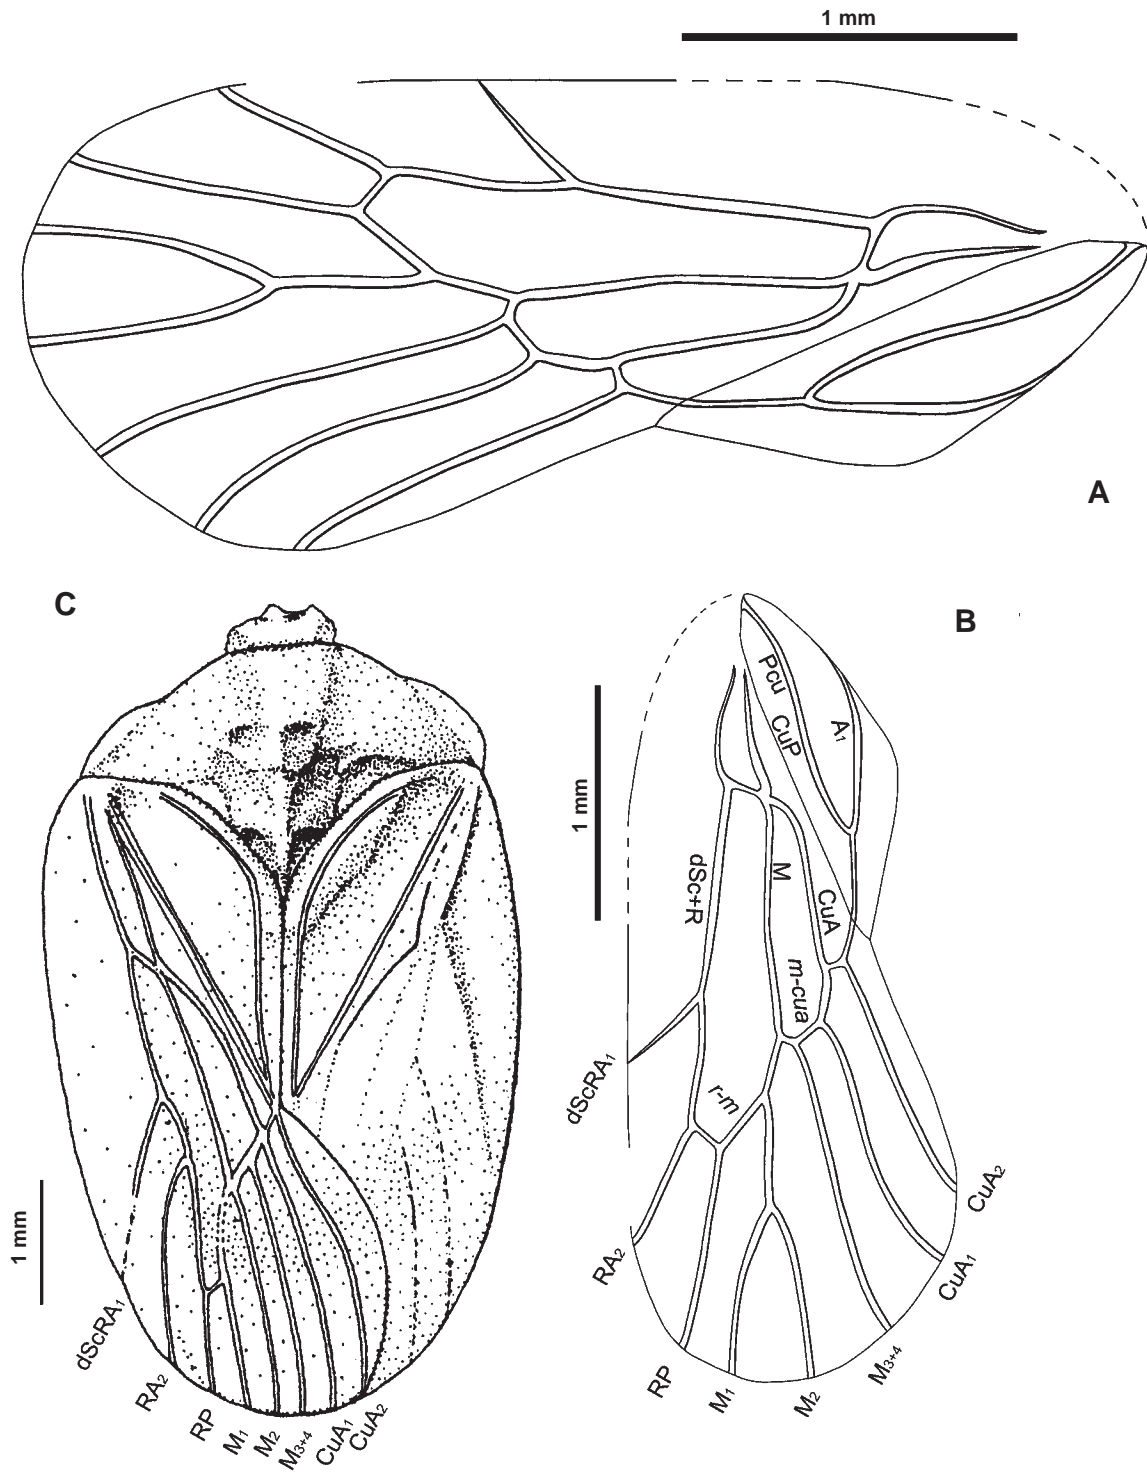 1 mm
A
C
B
Pcu
CuP
A1
1 mm
dSc+R
M
CuA
m-cua
dScRA1
r-m
CuA2
RA2
CuA1
RP
M1
M2
M3+4
1 mm
dScRA1
RA2
RP
M1
M2
M3+4
CuA1
CuA2